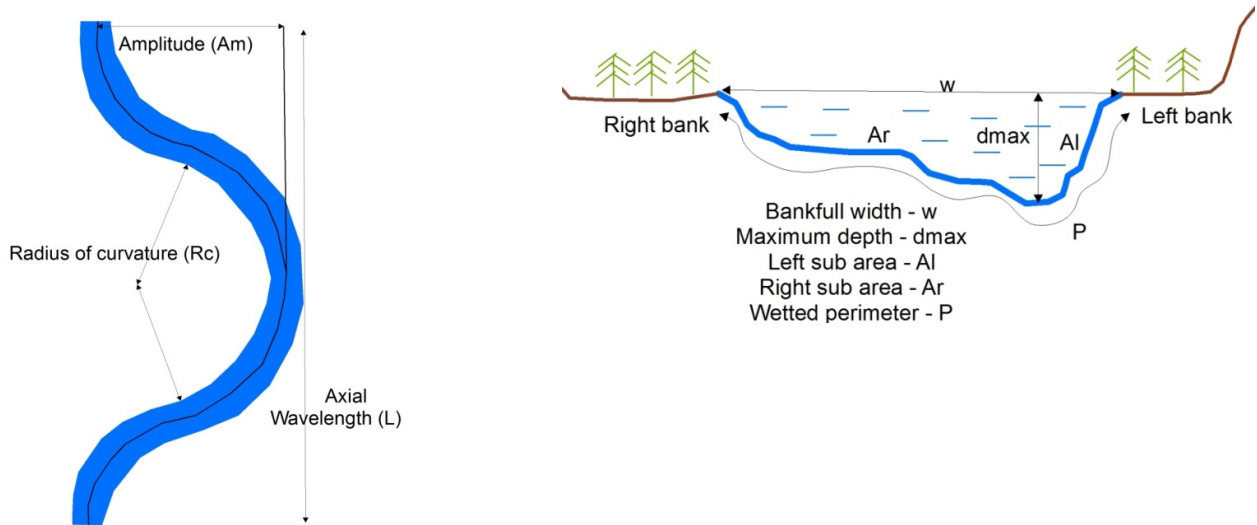 Amplitude (Am)
Radius of curvature (Rc)
Axial
Wavelength (L)
w
Right bank
Ar
dmax
Al
Left bank
P
Bankfull width - w
Maximum depth - dmax
Left sub area - Al
Right sub area - Ar
Wetted perimeter - P